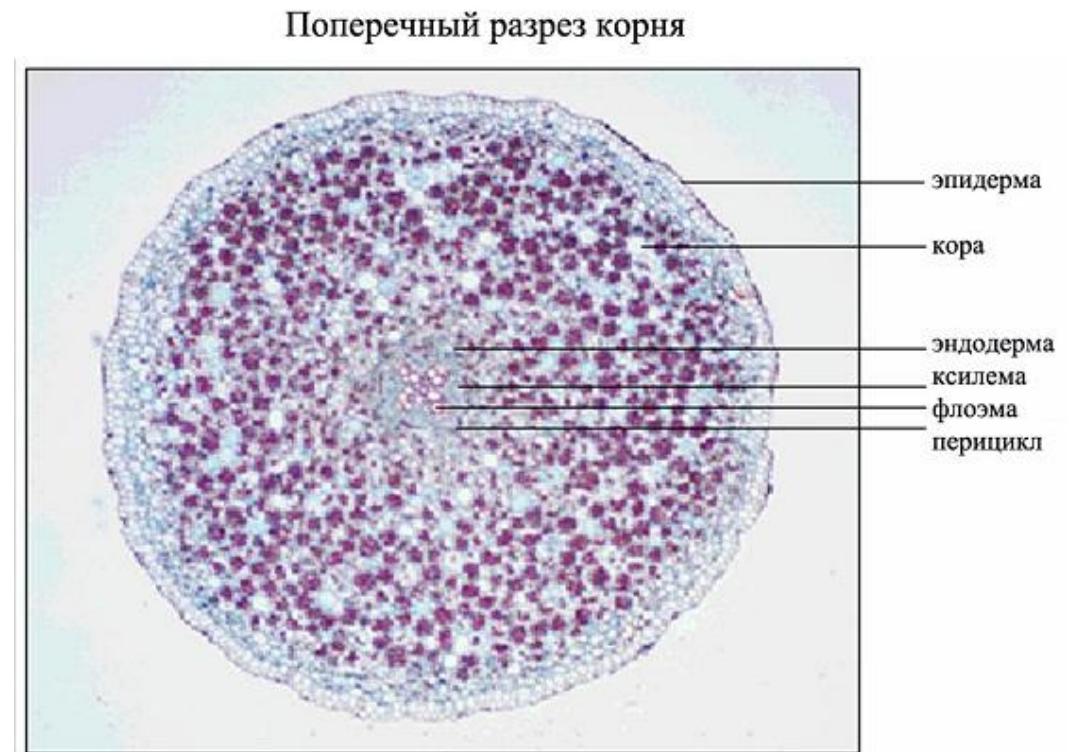 Поперечный разрез корня
эпидерма
кора
эндодерма
ксилема
флоэма
перицикл